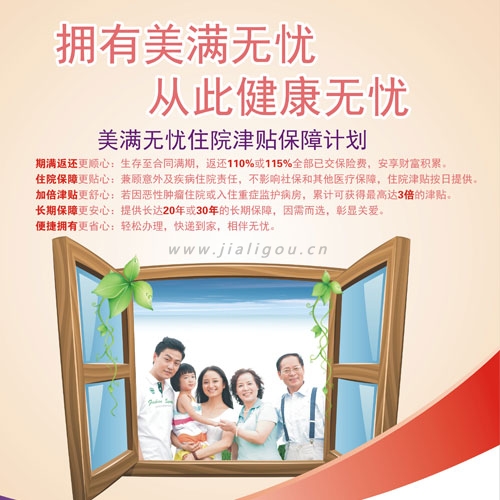 拥有美满无忧
从此健康无忧
美满无忧住院津贴保障计划
期满返还更顺心：生存至合同满期，返还110%或115%全部已交保险费，安享财富积累。
住院保障更贴心：兼顾意外及疾病住院责任，不影响社保和其他医疗保障，住院津贴按日提供。
加倍津贴更舒心：若因恶性肿瘤住院或入住重症监护病房，累计可获得最高达3倍的津贴。
长期保障更安心：提供长达20年或30年的长期保障，因需而选，彰显关爱。
便捷拥有更省心：轻松办理，快递到家，相伴无忧。
www.jialigou.cn